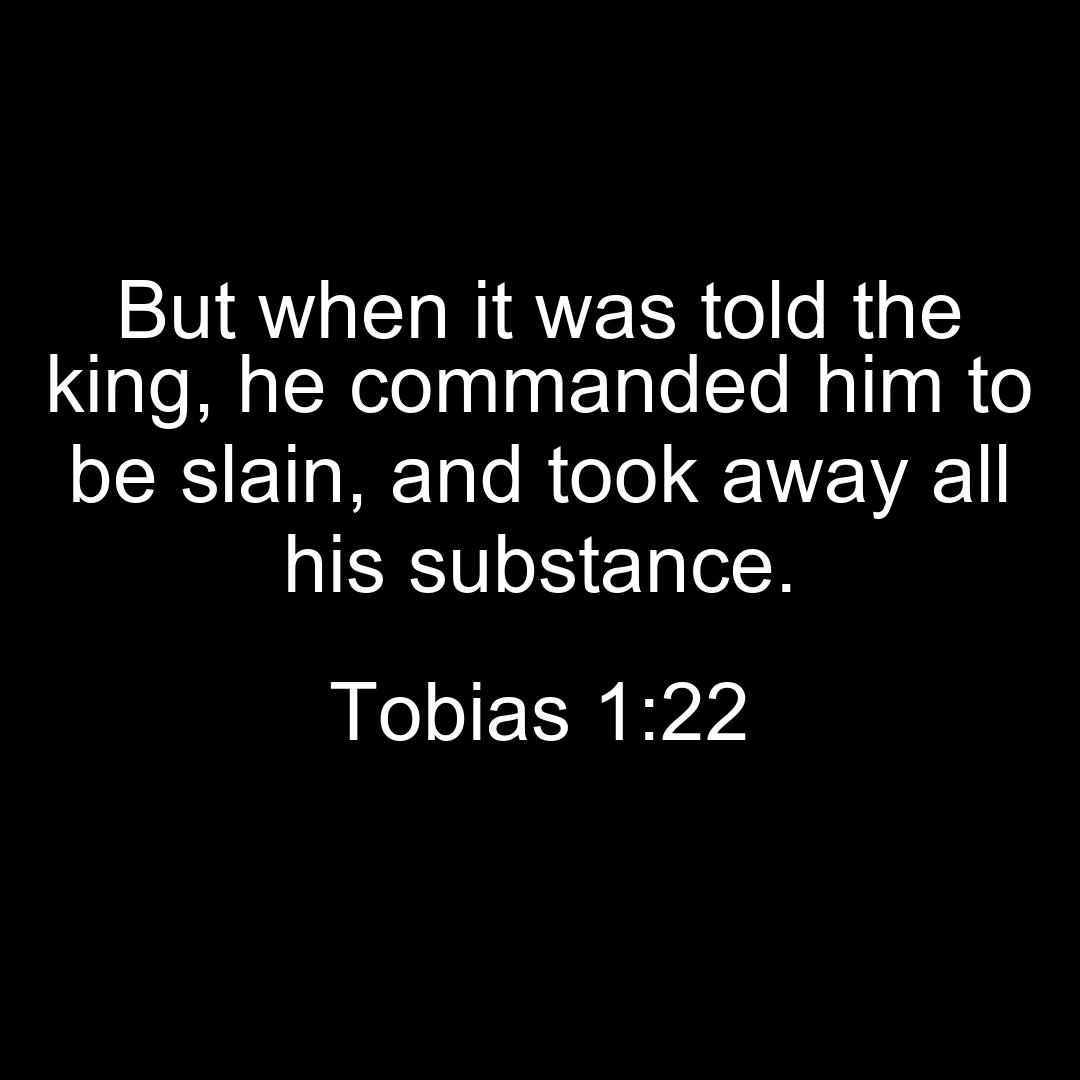 But when it was told the
king, he commanded him to
be slain, and took away all
his substance.
Tobias 1:22